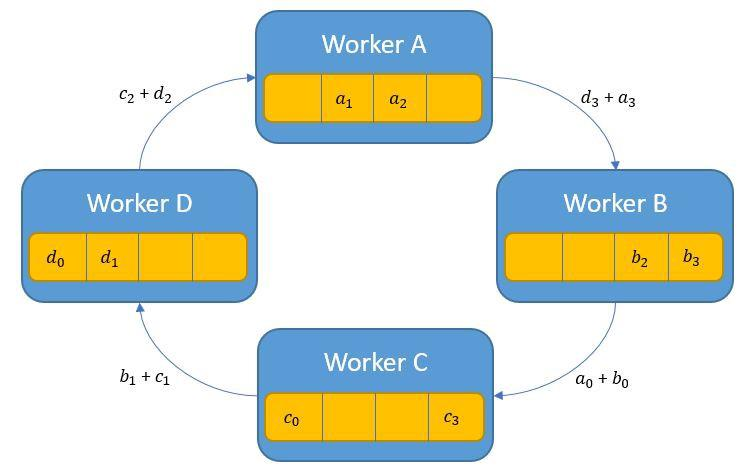 Worker A
a₁ a₂
c₂ + d₂
d₃ + a₃
Worker D
d₀ d₁
Worker B
b₂ b₃
b₁ + c₁
a₀ + b₀
Worker C
c₀ c₃